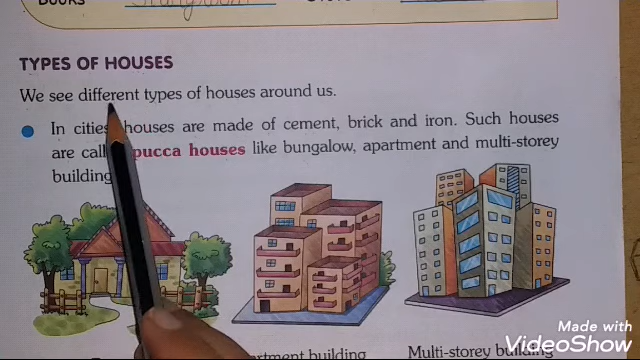 TYPES OF HOUSES
We see different types of houses around us.
In cities houses are made of cement, brick and iron. Such houses
are pucca houses like bungalow, apartment and multi-storey
building
building
Multi-storey building
Made with
VideoShow